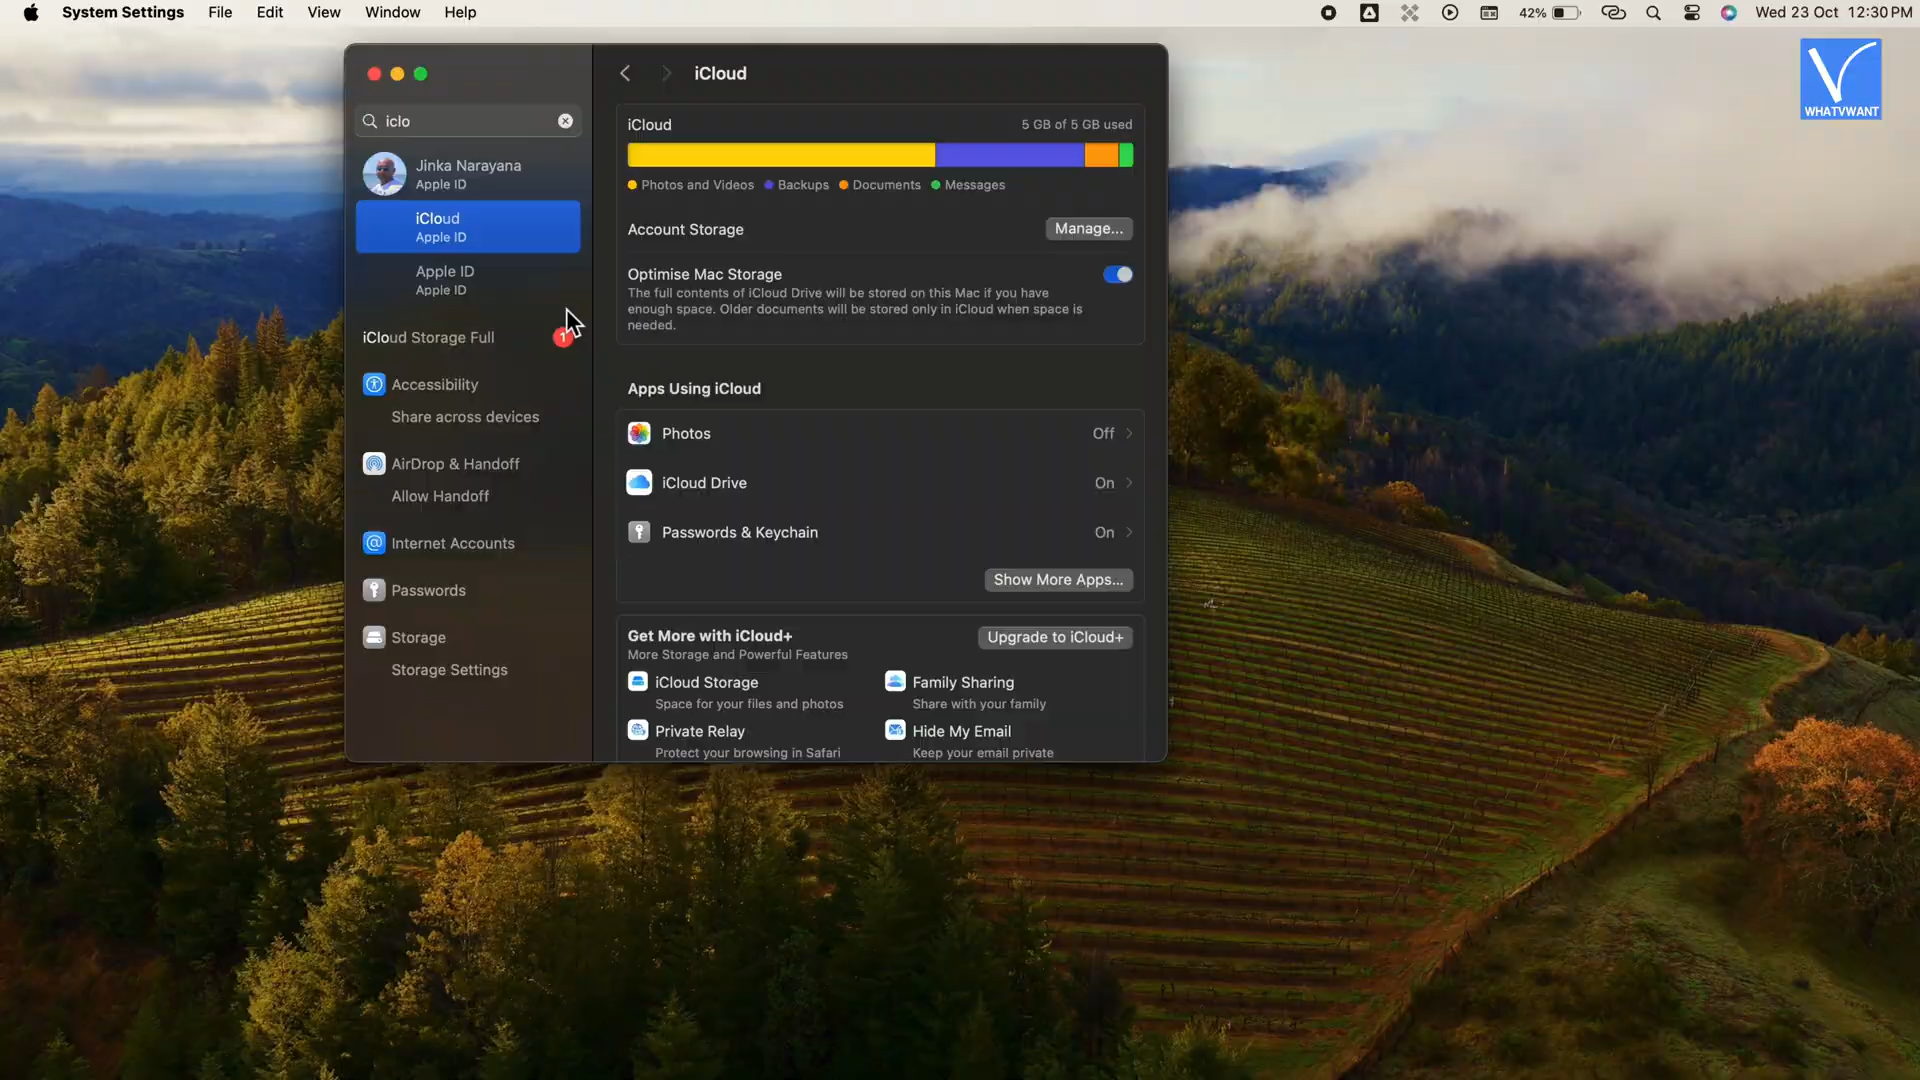 System Settings File Edit View Window Help 42% Wed 23 Oct 12:30 PM
WHATVWANT
iclo
Jinka Narayana
Apple ID
iCloud
Apple ID
Apple ID
Apple ID
iCloud Storage Full 1
Accessibility
Share across devices
AirDrop & Handoff
Allow Handoff
Internet Accounts
Passwords
Storage
Storage Settings
iCloud
iCloud 5 GB of 5 GB used
Photos and Videos Backups Documents Messages
Account Storage Manage...
Optimise Mac Storage
The full contents of iCloud Drive will be stored on this Mac if you have
enough space. Older documents will be stored only in iCloud when space is
needed.
Apps Using iCloud
Photos Off
iCloud Drive On
Passwords & Keychain On
Show More Apps...
Get More with iCloud+ Upgrade to iCloud+
More Storage and Powerful Features
iCloud Storage Family Sharing
Space for your files and photos Share with your family
Private Relay Hide My Email
Protect your browsing in Safari Keep your email private